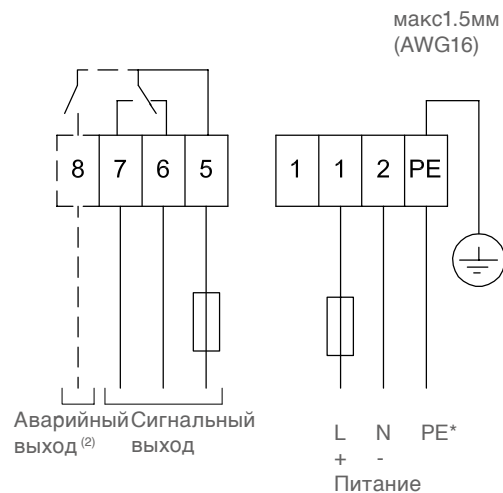 макс1.5мм
(AWG16)
8 7 6 5 1 1 2 PE
Аварийный Сигнальный
выход (2) выход
L N PE*
+ -
Питание